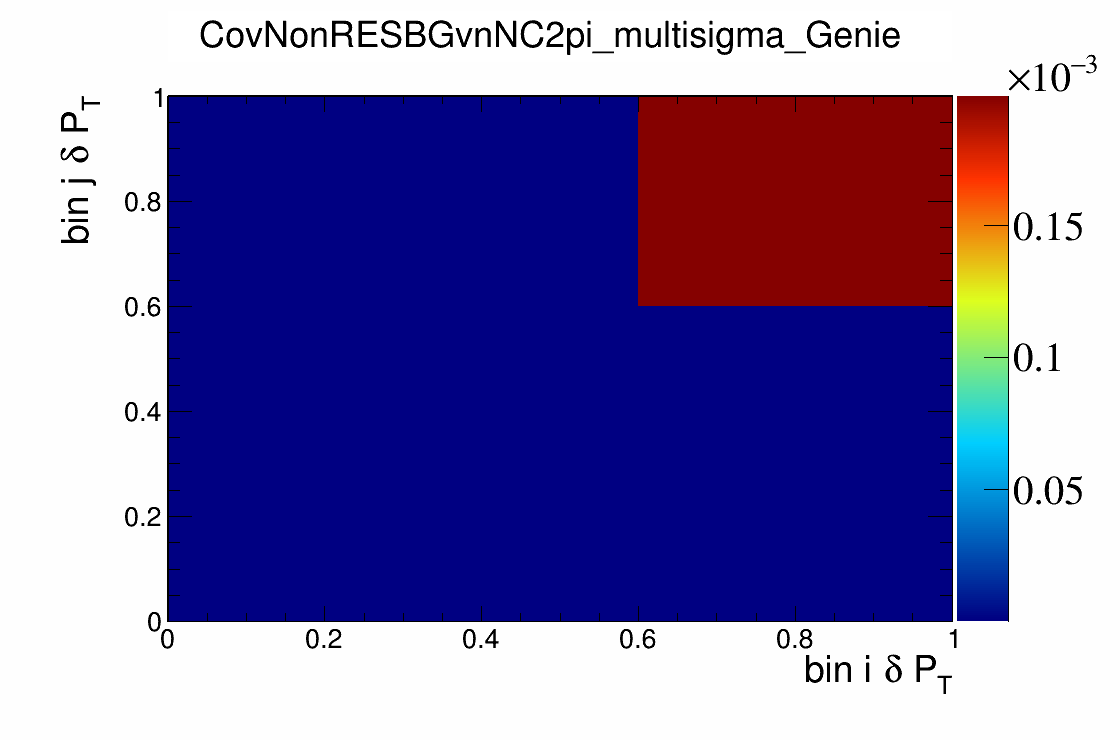 CovNonRESBGvnNC2pi_multisigma_Genie
×10⁻³
bin j δ P_T
1
0.8
0.6
0.4
0.2
0
0 0.2 0.4 0.6 0.8 1
bin i δ P_T
0.15
0.1
0.05